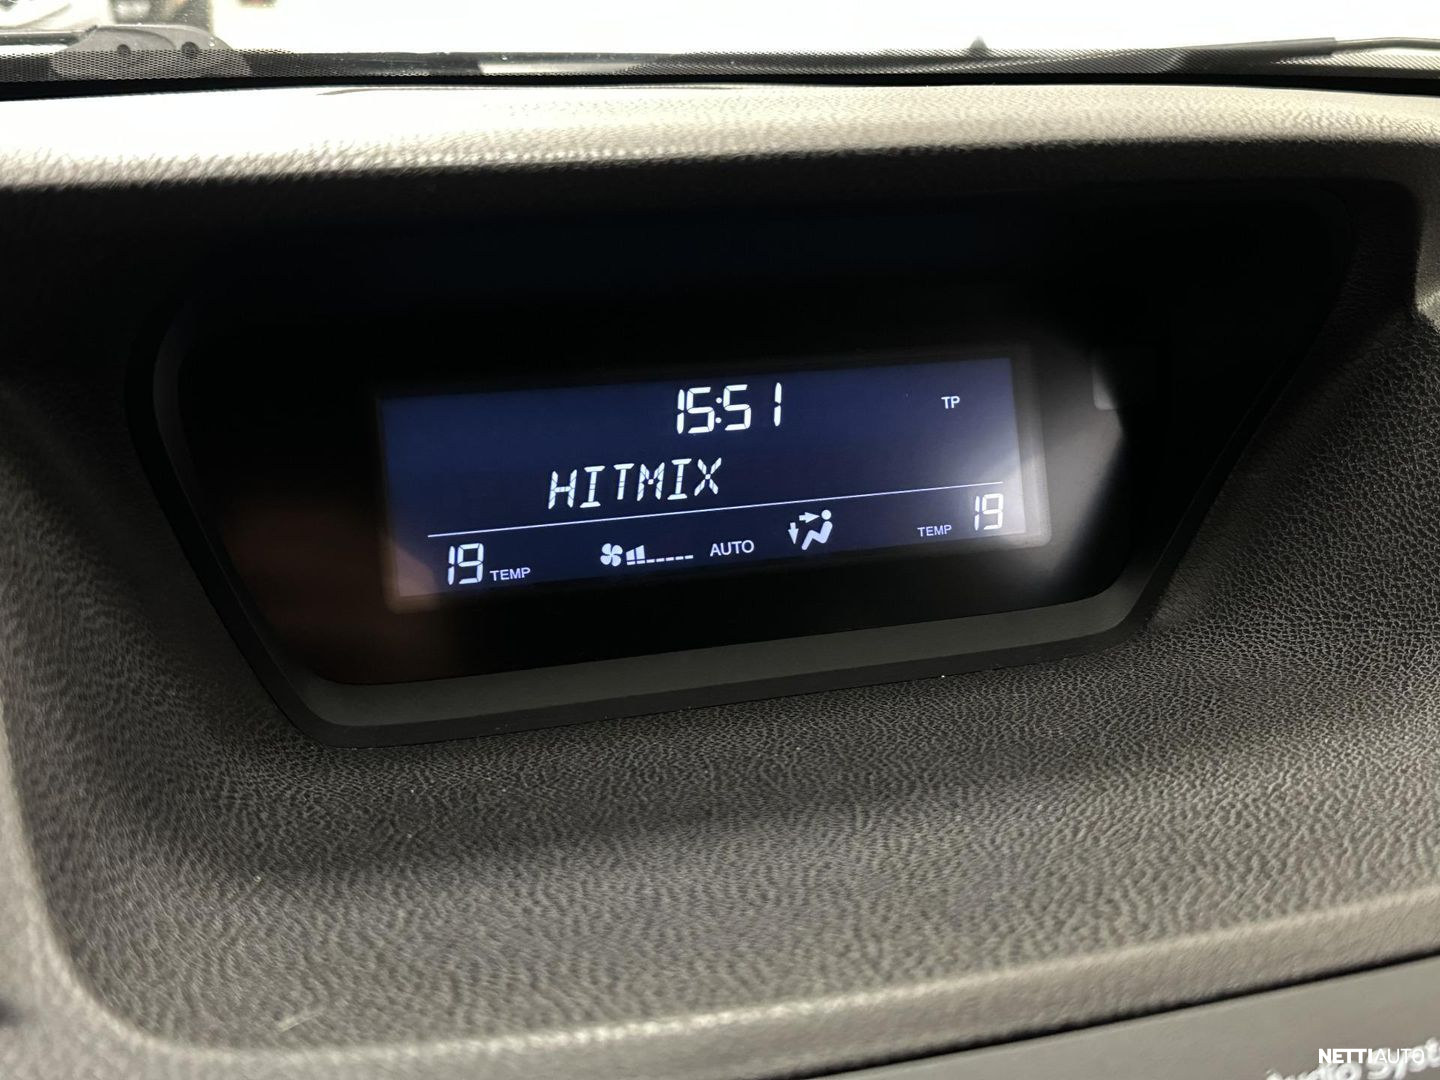 15:51
TP
HITMIX
19 TEMP AUTO TEMP 19
NETTIAUTO